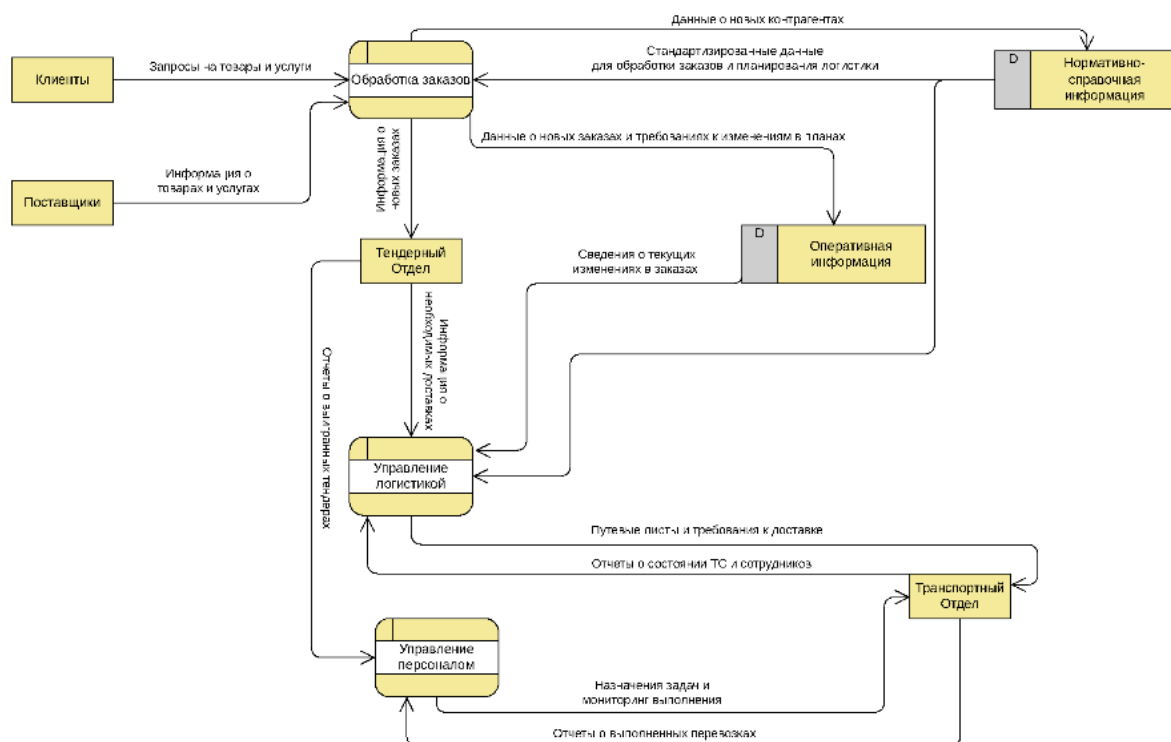 Данные о новых контрагентах
Стандартизированные данные
для обработки заказов и планирования логистики
D
Нормативно-
справочная
информация
Клиенты
Запросы на товары и услуги
Обработка заказов
Данные о новых заказах и требованиях к изменениям в планах
Информация о
новых заказах
Информация о
товарах и услугах
Поставщики
D
Оперативная
информация
Тендерный
Отдел
Сведения о текущих
изменениях в заказах
Информация о
необходимых доставках
Отчеты о выигранных тендерах
Управление
логистикой
Путевые листы и требования к доставке
Отчеты о состоянии ТС и сотрудников
Транспортный
Отдел
Управление
персоналом
Назначения задач и
мониторинг выполнения
Отчеты о выполненных перевозках